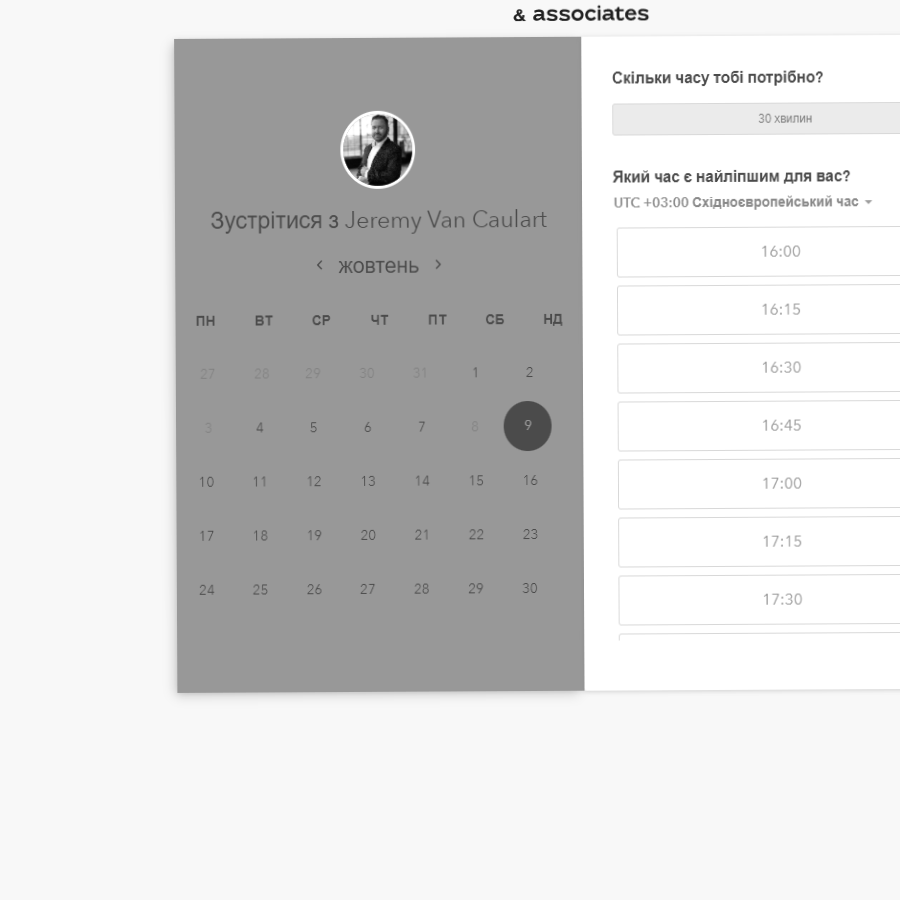 & associates
Зустрітися з Jeremy Van Caulart
жовтень
ПН ВТ СР ЧТ ПТ СБ НД
27 28 29 30 31 1 2
3 4 5 6 7 8 9
10 11 12 13 14 15 16
17 18 19 20 21 22 23
24 25 26 27 28 29 30
Скільки часу тобі потрібно?
30 хвилин
Який час є найліпшим для вас?
UTC +03:00 Східноєвропейський час
16:00
16:15
16:30
16:45
17:00
17:15
17:30